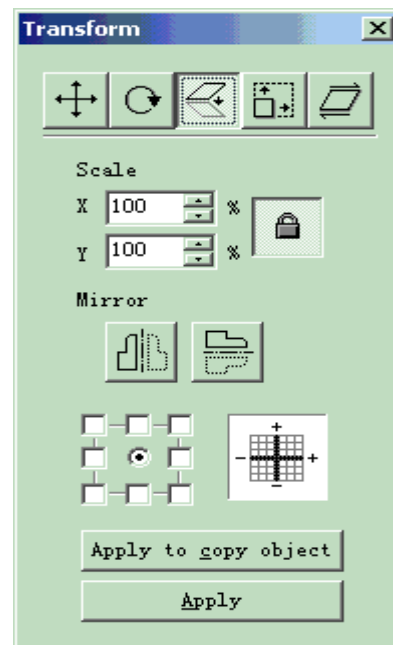 Transform
Scale
X 100 %
Y 100 %
Mirror
+
- +
-
Apply to copy object
Apply